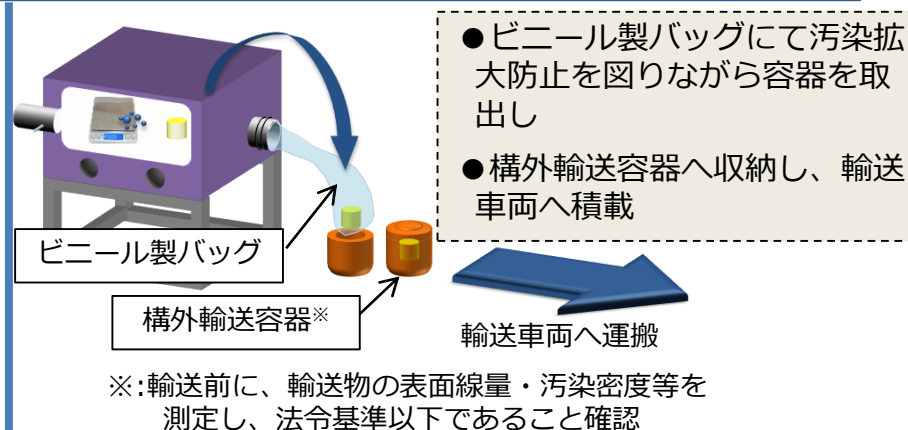 ●ビニール製バッグにて汚染拡
大防止を図りながら容器を取
出し
●構外輸送容器へ収納し、輸送
車両へ積載
ビニール製バッグ
構外輸送容器※
輸送車両へ運搬
※:輸送前に、輸送物の表面線量・汚染密度等を
測定し、法令基準以下であること確認